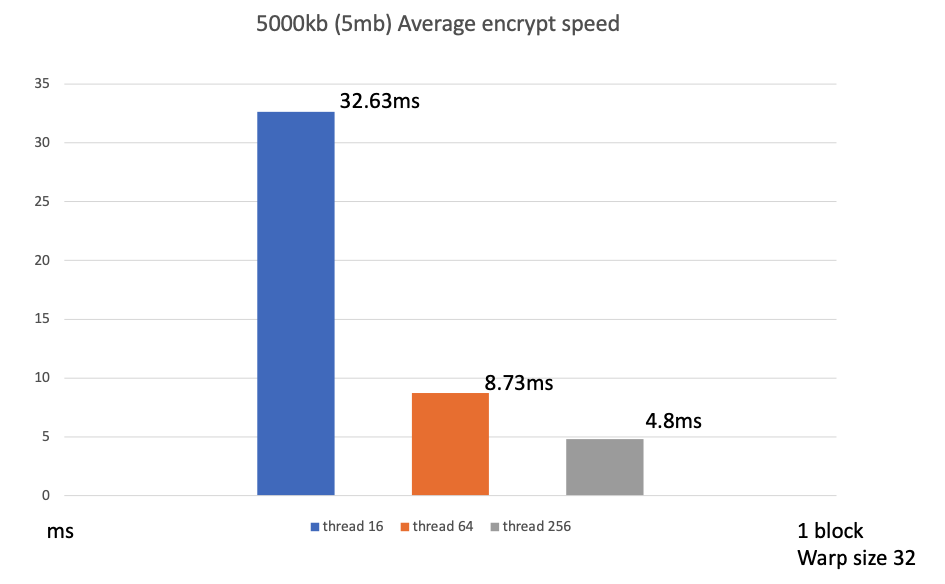 5000kb (5mb) Average encrypt speed
35
32.63ms
30
25
20
15
10
8.73ms
4.8ms
5
0
thread 16 thread 64 thread 256
ms
1 block
Warp size 32